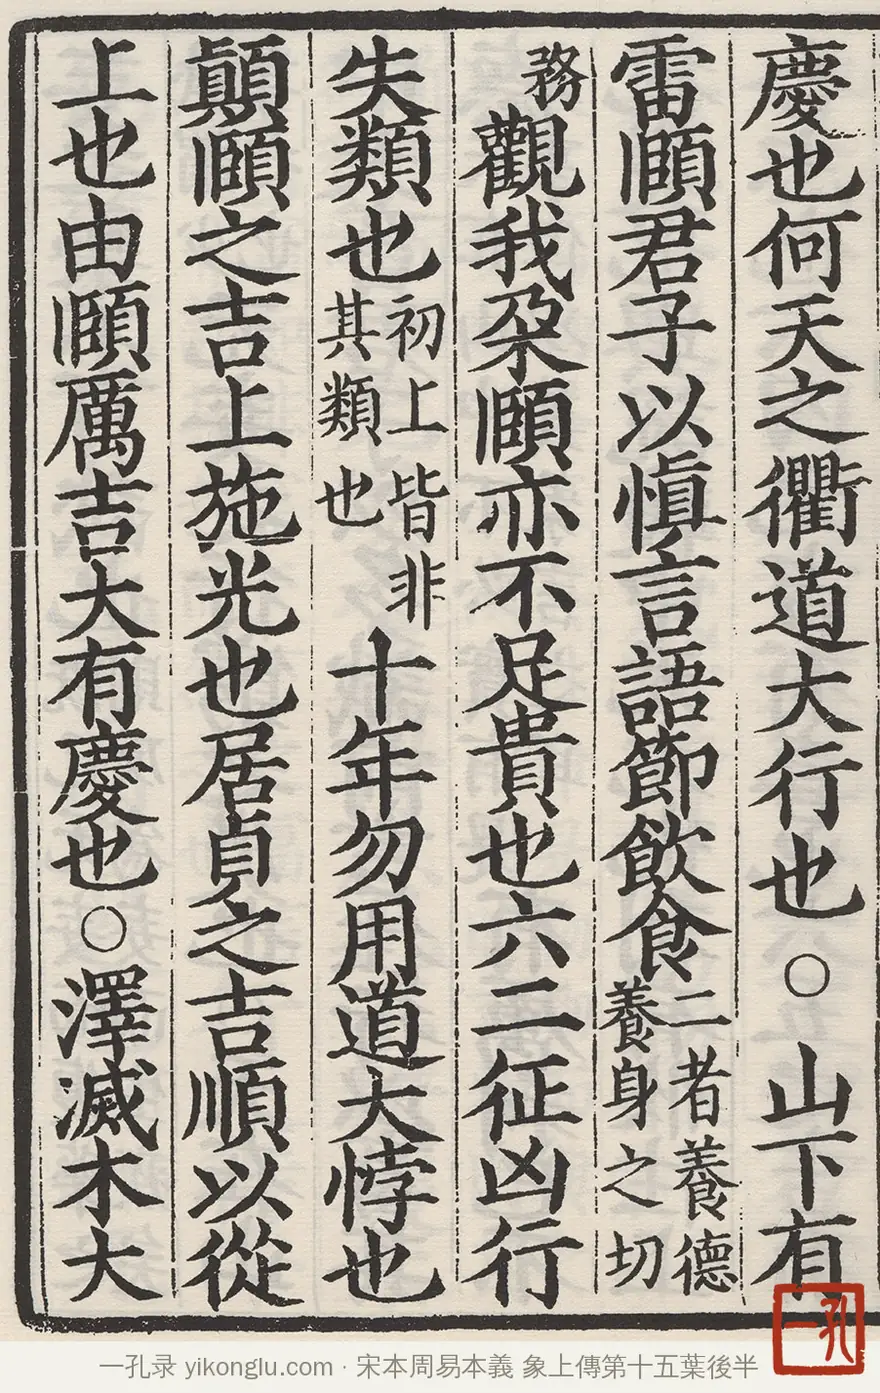 慶也何天之衢道大行也○山下有
雷頤君子以慎言語節飲食二者養德養身之切
務觀我朶頤亦不足貴也六二征凶行
失類也初上皆非其類也十年勿用道大悖也
顛頤之吉上施光也居貞之吉順以從
上也由頤厲吉大有慶也○澤滅木大
一孔
一孔录 yikonglu.com · 宋本周易本義 象上傳第十五葉後半